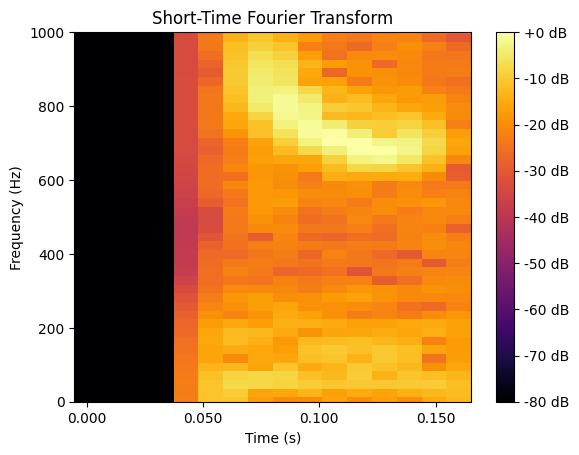 Short-Time Fourier Transform
1000
800
600
400
200
0
Frequency (Hz)
0.000
0.050
0.100
0.150
Time (s)
+0 dB
-10 dB
-20 dB
-30 dB
-40 dB
-50 dB
-60 dB
-70 dB
-80 dB